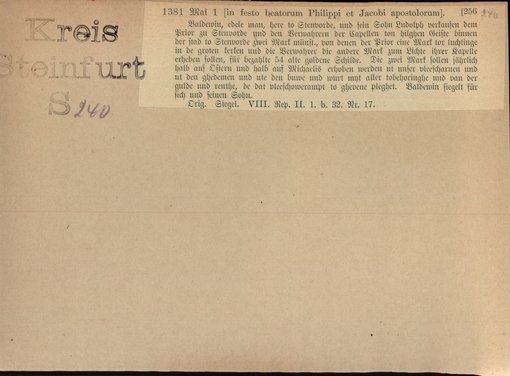 Kreis
Steinfurt
S 240
1381 Mai 1 [in festo beatorum Philippi et Jacobi apostolorum]. [256 240
Baldewin, edele man, here to Stenvorde, und sein Sohn Ludolph verkaufen dem
Prior zu Stenvorde und den Verwahrern der Capellen ton hilghen Geiste binnen
der stad to Stenvorde zwei Mark münst., von denen der Prior eine Mark tor luchtinge
in de groten kerken und die Verwahrer die andere Mark zum Lichte ihrer Kapelle
erheben sollen, für bezahlte 54 alte goldene Schilde. Die zwei Mark sollen jährlich
halb auf Ostern und halb auf Michaelis erhoben werden ut unser vleescharnen und
ut den ghedemen und ute den huve und wurt myt aller tobehoringhe und van der
gulde und renthe, de dat vleeschowerampt to ghevene pleghet. Baldewin siegelt für
sich und seinen Sohn.
Orig. Siegel. VIII. Rep. II. 1. b. 32. Nr. 17.